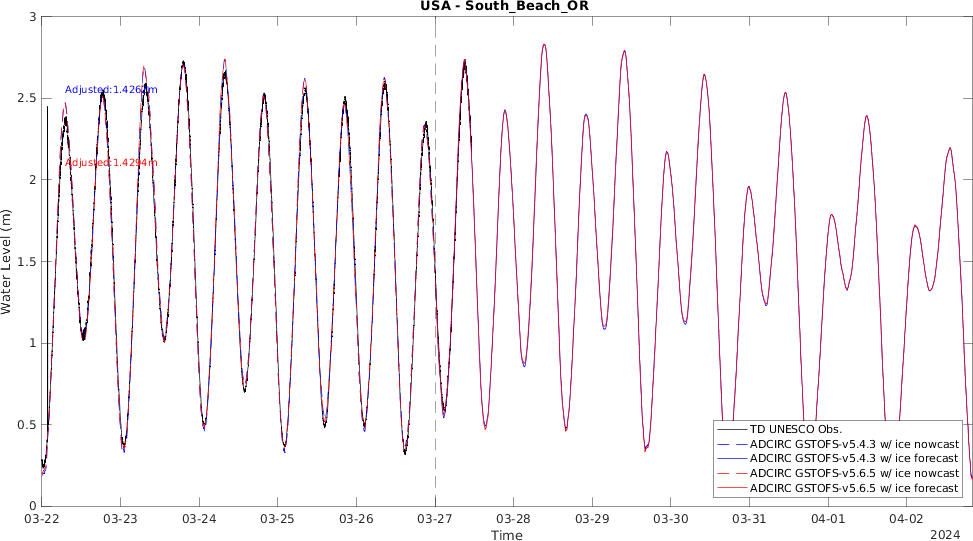 USA - South_Beach_OR
3
2.5
2
1.5
1
0.5
0
Water Level (m)
Adjusted:1.4262m
Adjusted:1.4294m
TD UNESCO Obs.
ADCIRC GSTOFS-v5.4.3 w/ ice nowcast
ADCIRC GSTOFS-v5.4.3 w/ ice forecast
ADCIRC GSTOFS-v5.6.5 w/ ice nowcast
ADCIRC GSTOFS-v5.6.5 w/ ice forecast
03-22 03-23 03-24 03-25 03-26 03-27 03-28 03-29 03-30 03-31 04-01 04-02
Time
2024